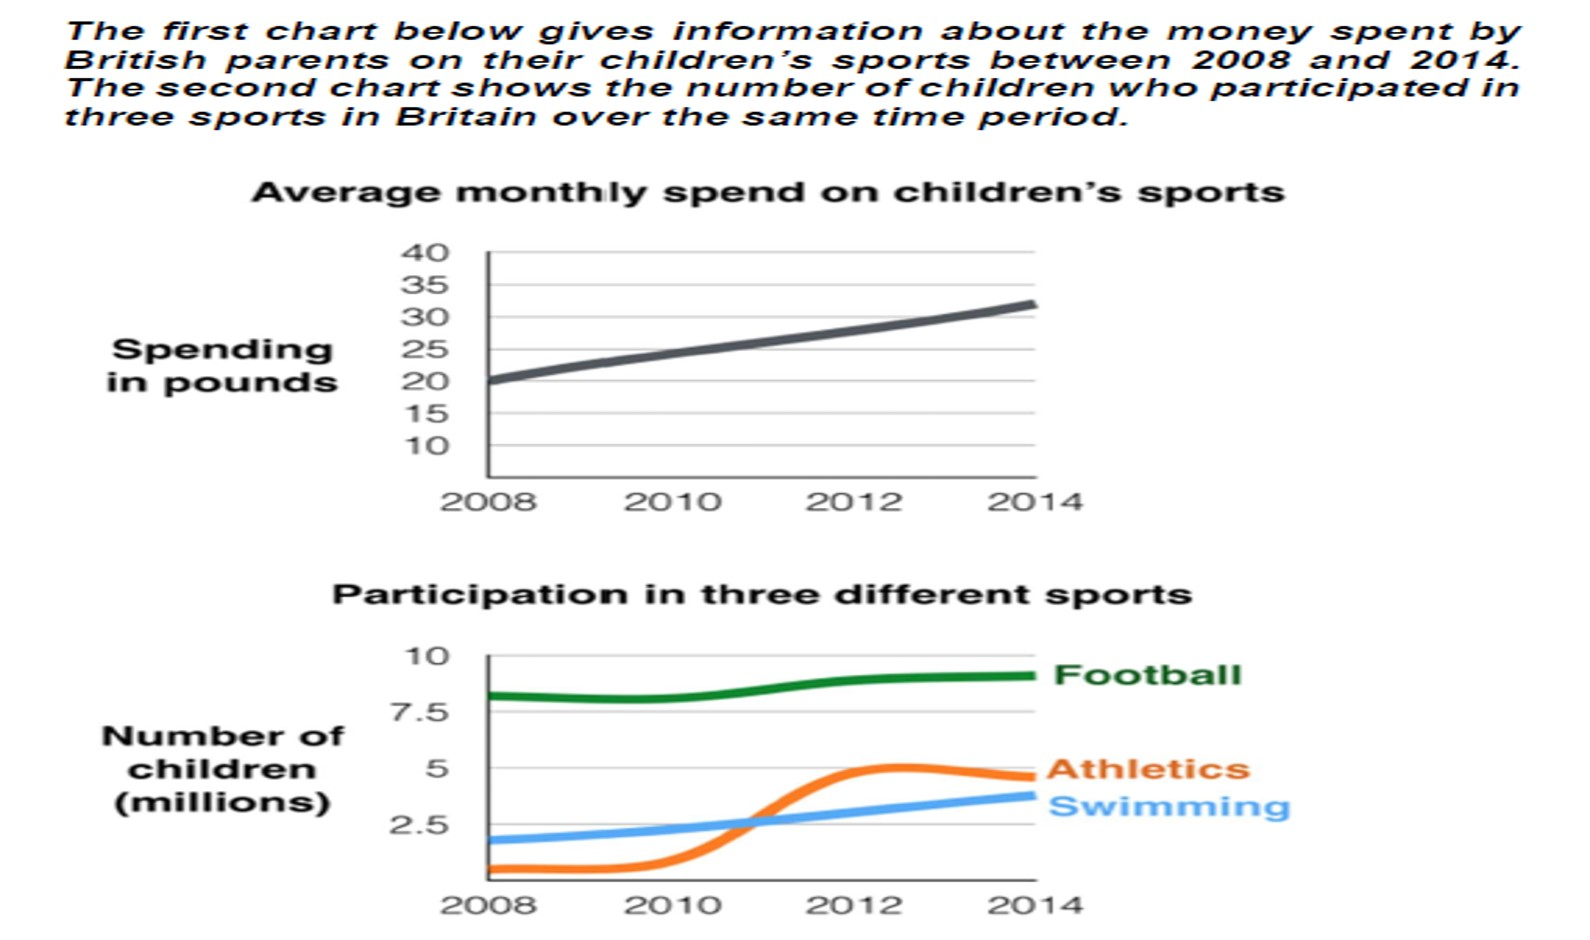 The first chart below gives information about the money spent by
British parents on their children's sports between 2008 and 2014.
The second chart shows the number of children who participated in
three sports in Britain over the same time period.
Average monthly spend on children's sports
Spending
in pounds
40
35
30
25
20
15
10
2008 2010 2012 2014
Participation in three different sports
Number of
children
(millions)
10
7.5
5
2.5
Football
Athletics
Swimming
2008 2010 2012 2014